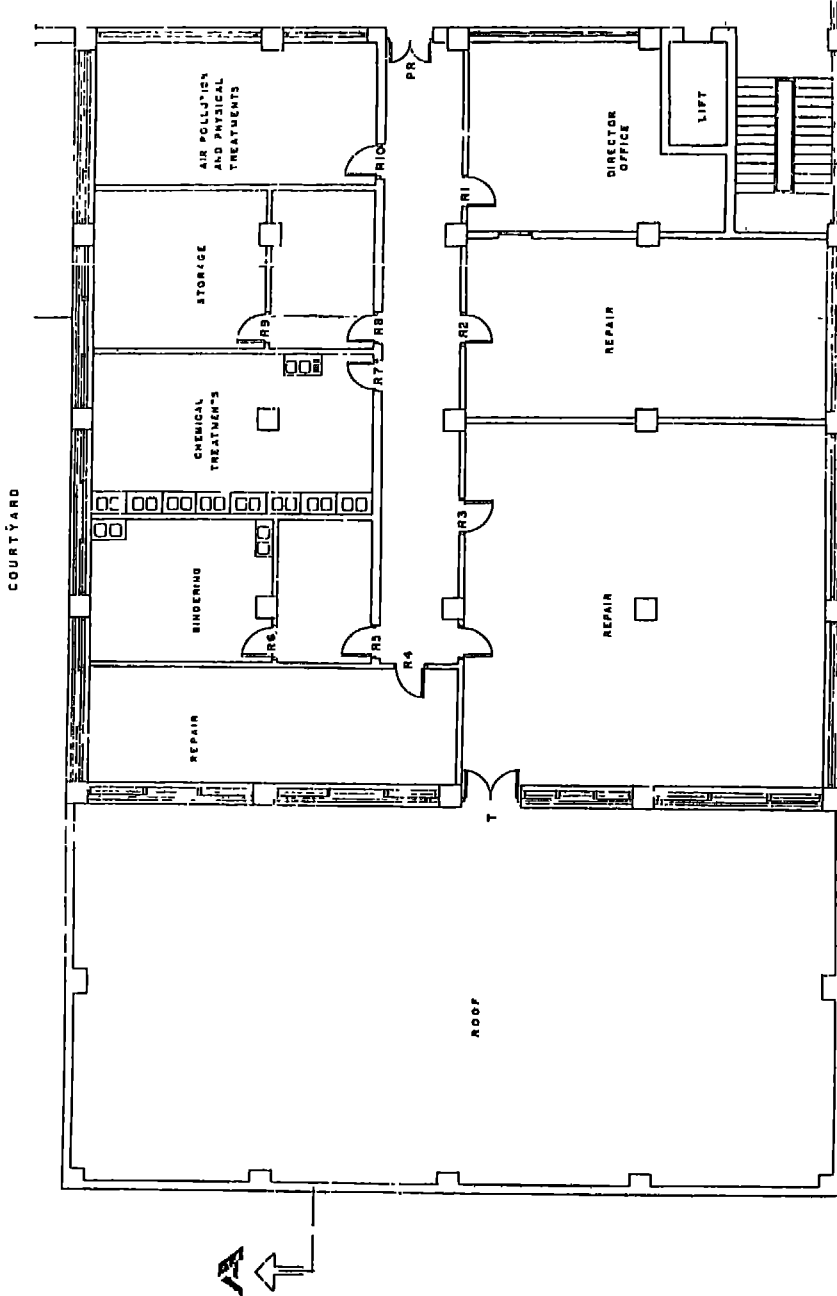 COURTYARD
A
REPAIR
BINDERING
CHEMICAL
TREATMENTS
STORAGE
AIR POLLUTION
AND PHYSICAL
TREATMENTS
R6
R9
R5
R7
R8
R10
R4
PR
R3
R2
R1
ROOF
T
REPAIR
REPAIR
DIRECTOR
OFFICE
LIFT